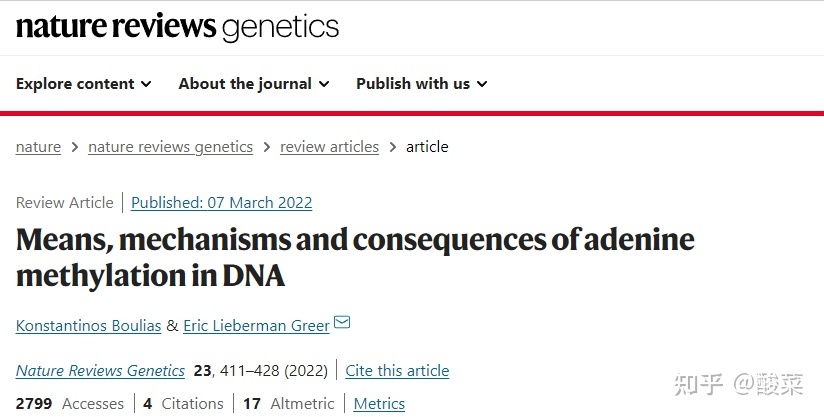 nature reviews genetics
Explore content About the journal Publish with us
nature > nature reviews genetics > review articles > article
Review Article | Published: 07 March 2022
Means, mechanisms and consequences of adenine
methylation in DNA
Konstantinos Boulias & Eric Lieberman Greer
Nature Reviews Genetics 23, 411–428 (2022) | Cite this article
2799 Accesses | 4 Citations | 17 Altmetric | Metrics
知乎 @酸菜